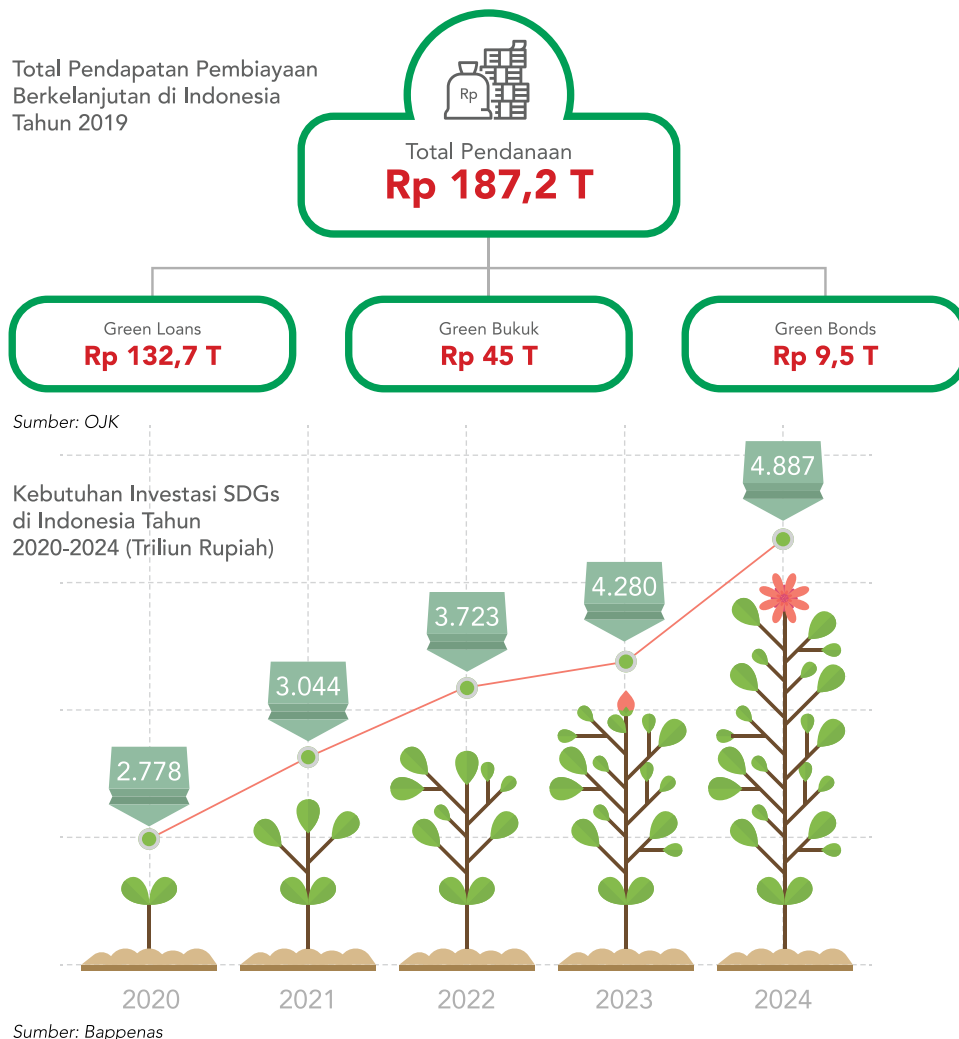 Total Pendapatan Pembiayaan
Berkelanjutan di Indonesia
Tahun 2019
Rp
Total Pendanaan
Rp 187,2 T
Green Loans
Rp 132,7 T
Green Bukuk
Rp 45 T
Green Bonds
Rp 9,5 T
Sumber: OJK
Kebutuhan Investasi SDGs
di Indonesia Tahun
2020-2024 (Triliun Rupiah)
2.778
3.044
3.723
4.280
4.887
2020
2021
2022
2023
2024
Sumber: Bappenas